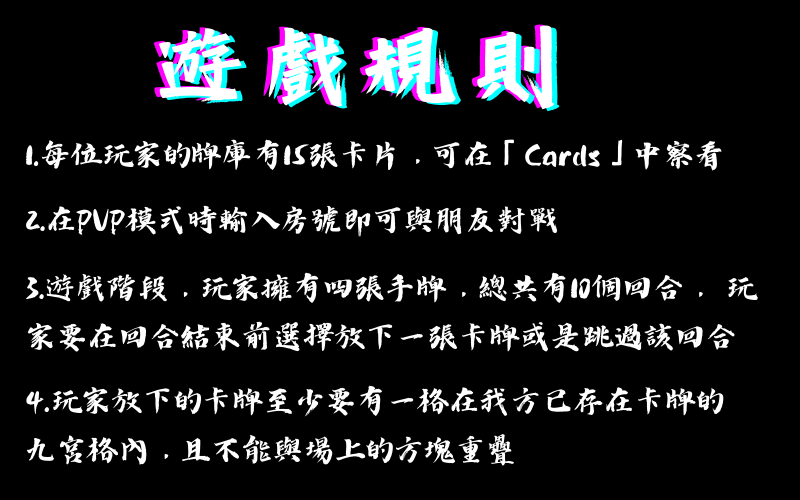 遊戲規則
1.每位玩家的牌庫有15張卡片，可在「Cards」中察看
2.在PVP模式時輸入房號即可與朋友對戰
3.遊戲階段，玩家擁有四張手牌，總共有10個回合， 玩
家要在回合結束前選擇放下一張卡牌或是跳過該回合
4.玩家放下的卡牌至少要有一格在我方已存在卡牌的
九宮格內，且不能與場上的方塊重疊